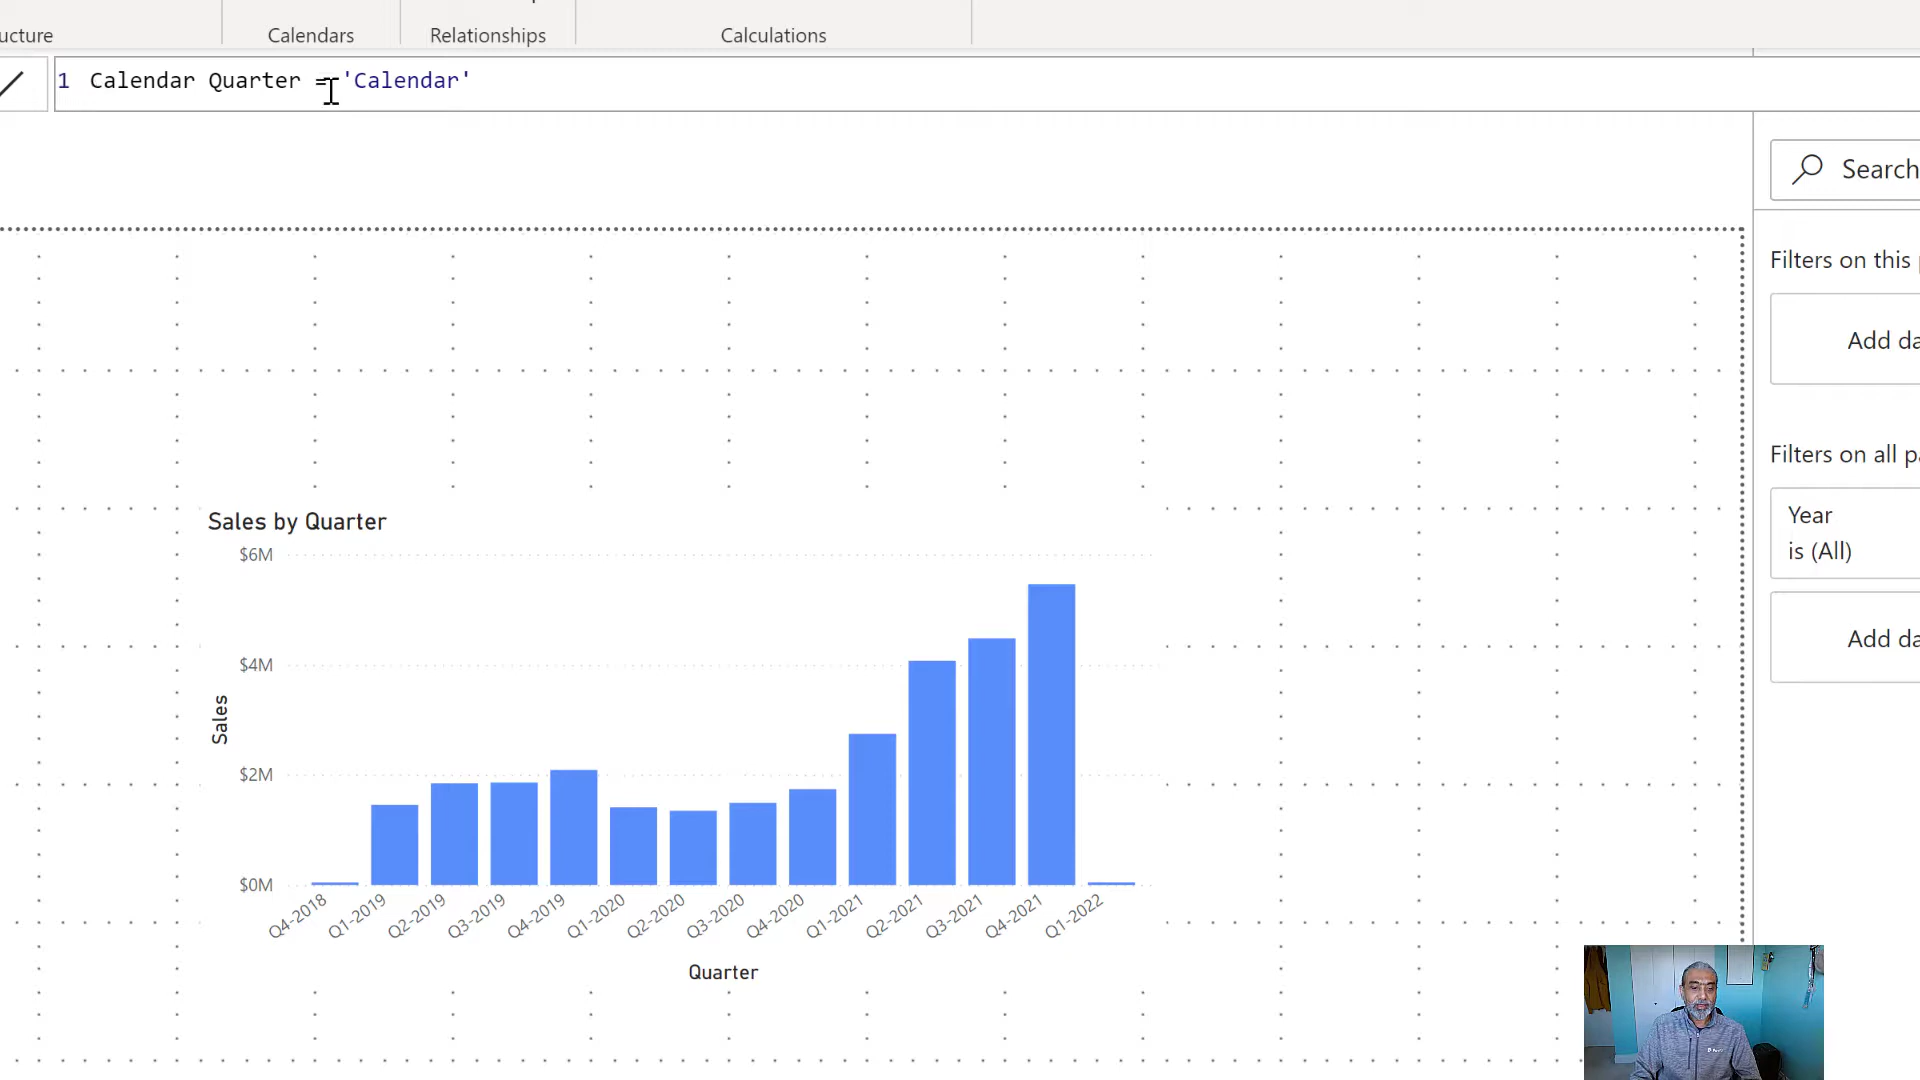 ucture
Calendars
Relationships
Calculations
1 Calendar Quarter = 'Calendar'
Search
Filters on this
Add da
Filters on all pa
Year
is (All)
Add da
Sales by Quarter
$6M
$4M
$2M
$0M
Sales
Q4-2018
Q1-2019
Q2-2019
Q3-2019
Q4-2019
Q1-2020
Q2-2020
Q3-2020
Q4-2020
Q1-2021
Q2-2021
Q3-2021
Q4-2021
Q1-2022
Quarter